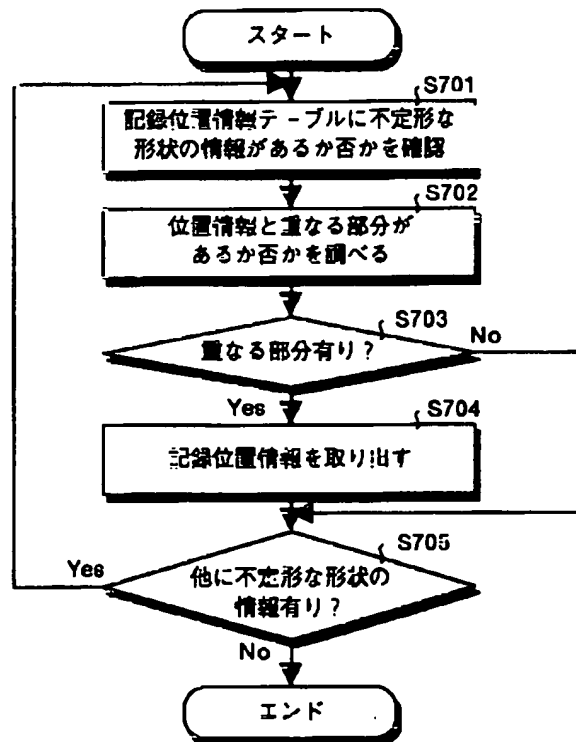 スタート
S701
記録位置情報テーブルに不定形な
形状の情報があるか否かを確認
S702
位置情報と重なる部分が
あるか否かを調べる
S703
重なる部分有り?
No
Yes
S704
記録位置情報を取り出す
S705
Yes
他に不定形な形状の
情報有り?
No
エンド